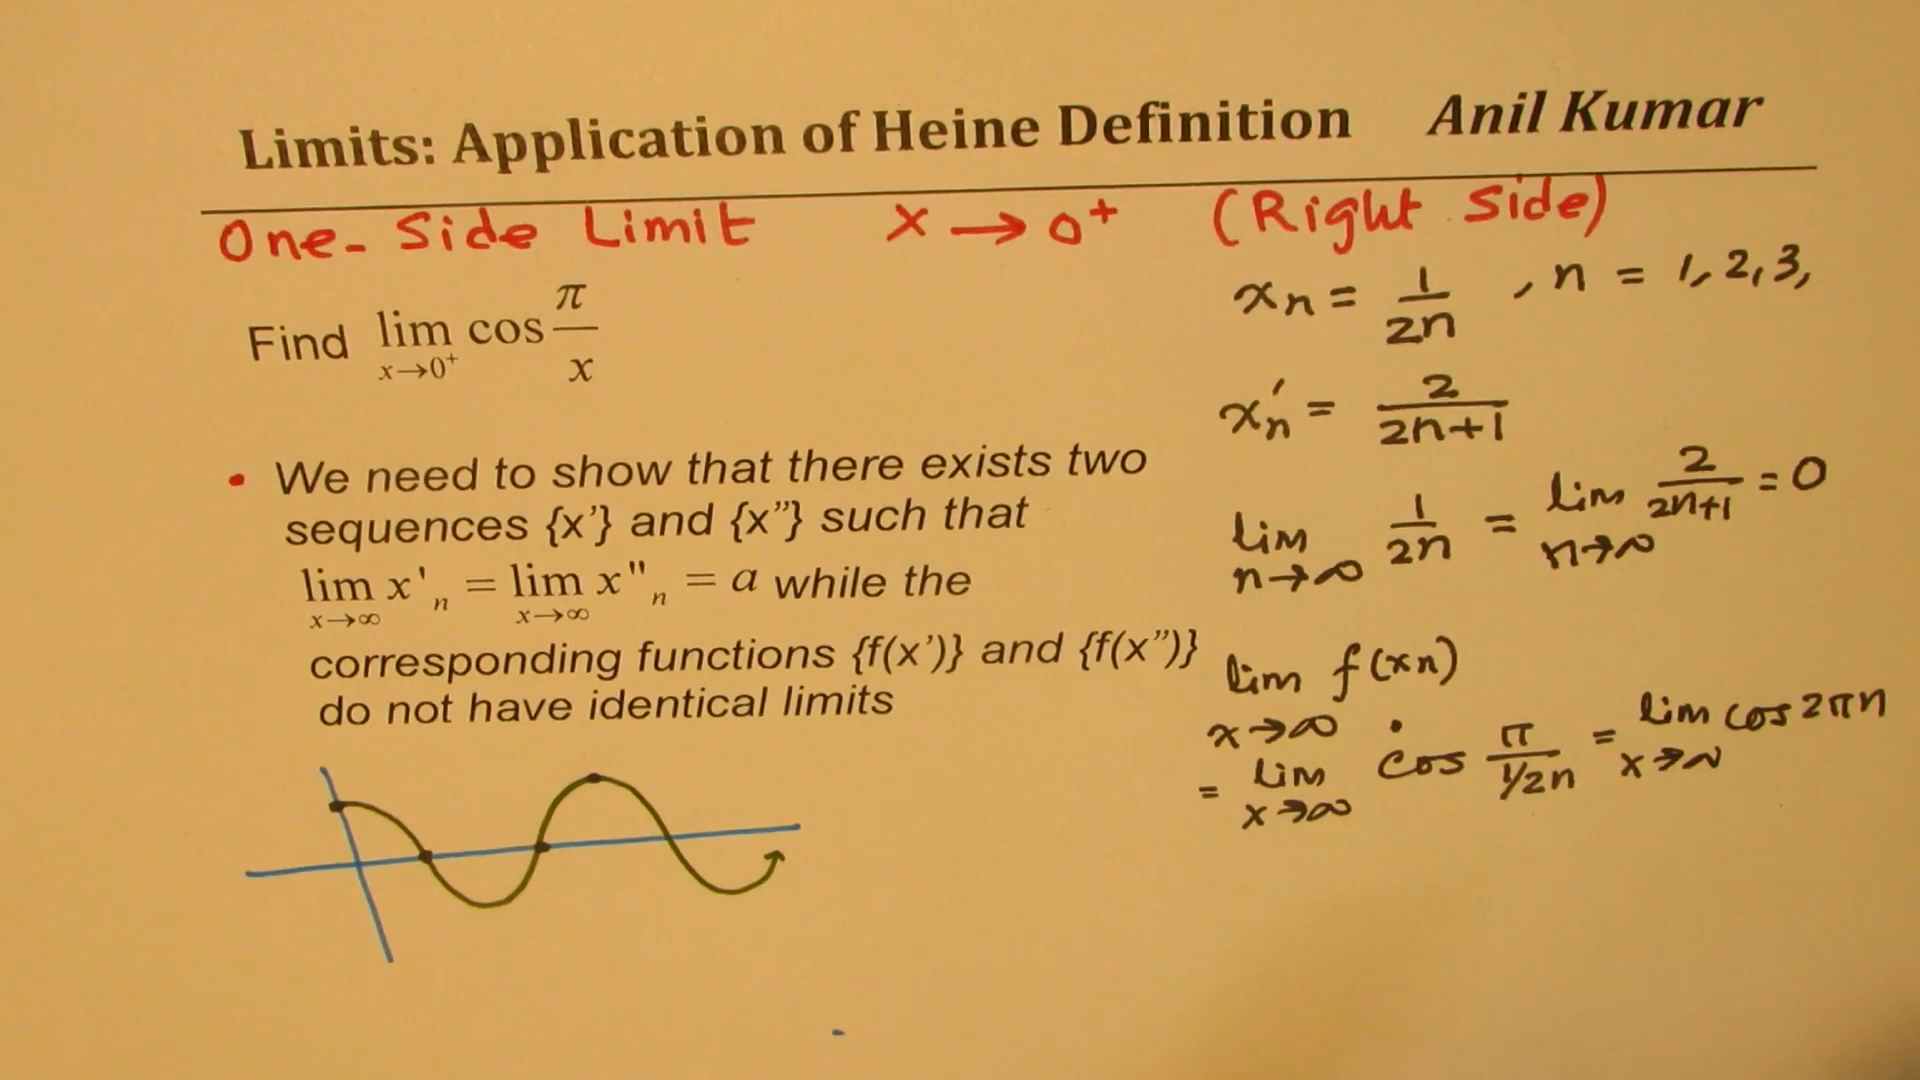 Limits: Application of Heine Definition Anil Kumar
One-Side Limit x → 0⁺ (Right Side)
Find lim cos π/x
x→0⁺
• We need to show that there exists two
sequences {x’} and {x”} such that
lim x'ₙ = lim x"ₙ = a while the
x→∞ x→∞
corresponding functions {f(x’)} and {f(x”)}
do not have identical limits
xₙ = 1/2n , n = 1, 2, 3,
x'ₙ = 2/2n+1
lim 1/2n = lim 2/2n+1 = 0
n→∞ n→∞
lim f(xn)
x→∞
= lim cos π/1/2n = lim cos 2πn
x→∞ x→∞